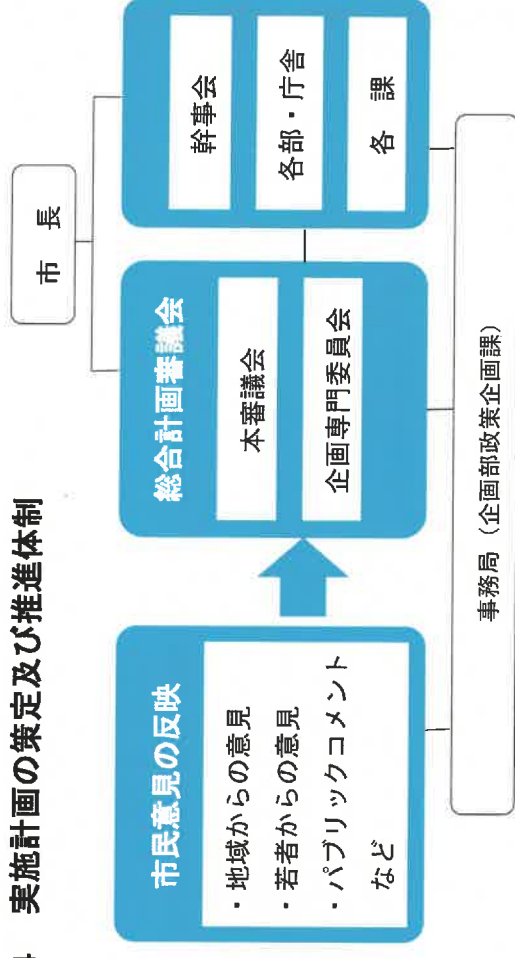 実施計画の策定及び推進体制
市長
市民意見の反映
・地域からの意見
・若者からの意見
・パブリックコメント
など
総合計画審議会
本審議会
企画専門委員会
幹事会
各部・庁舎
各課
事務局（企画部政策企画課）